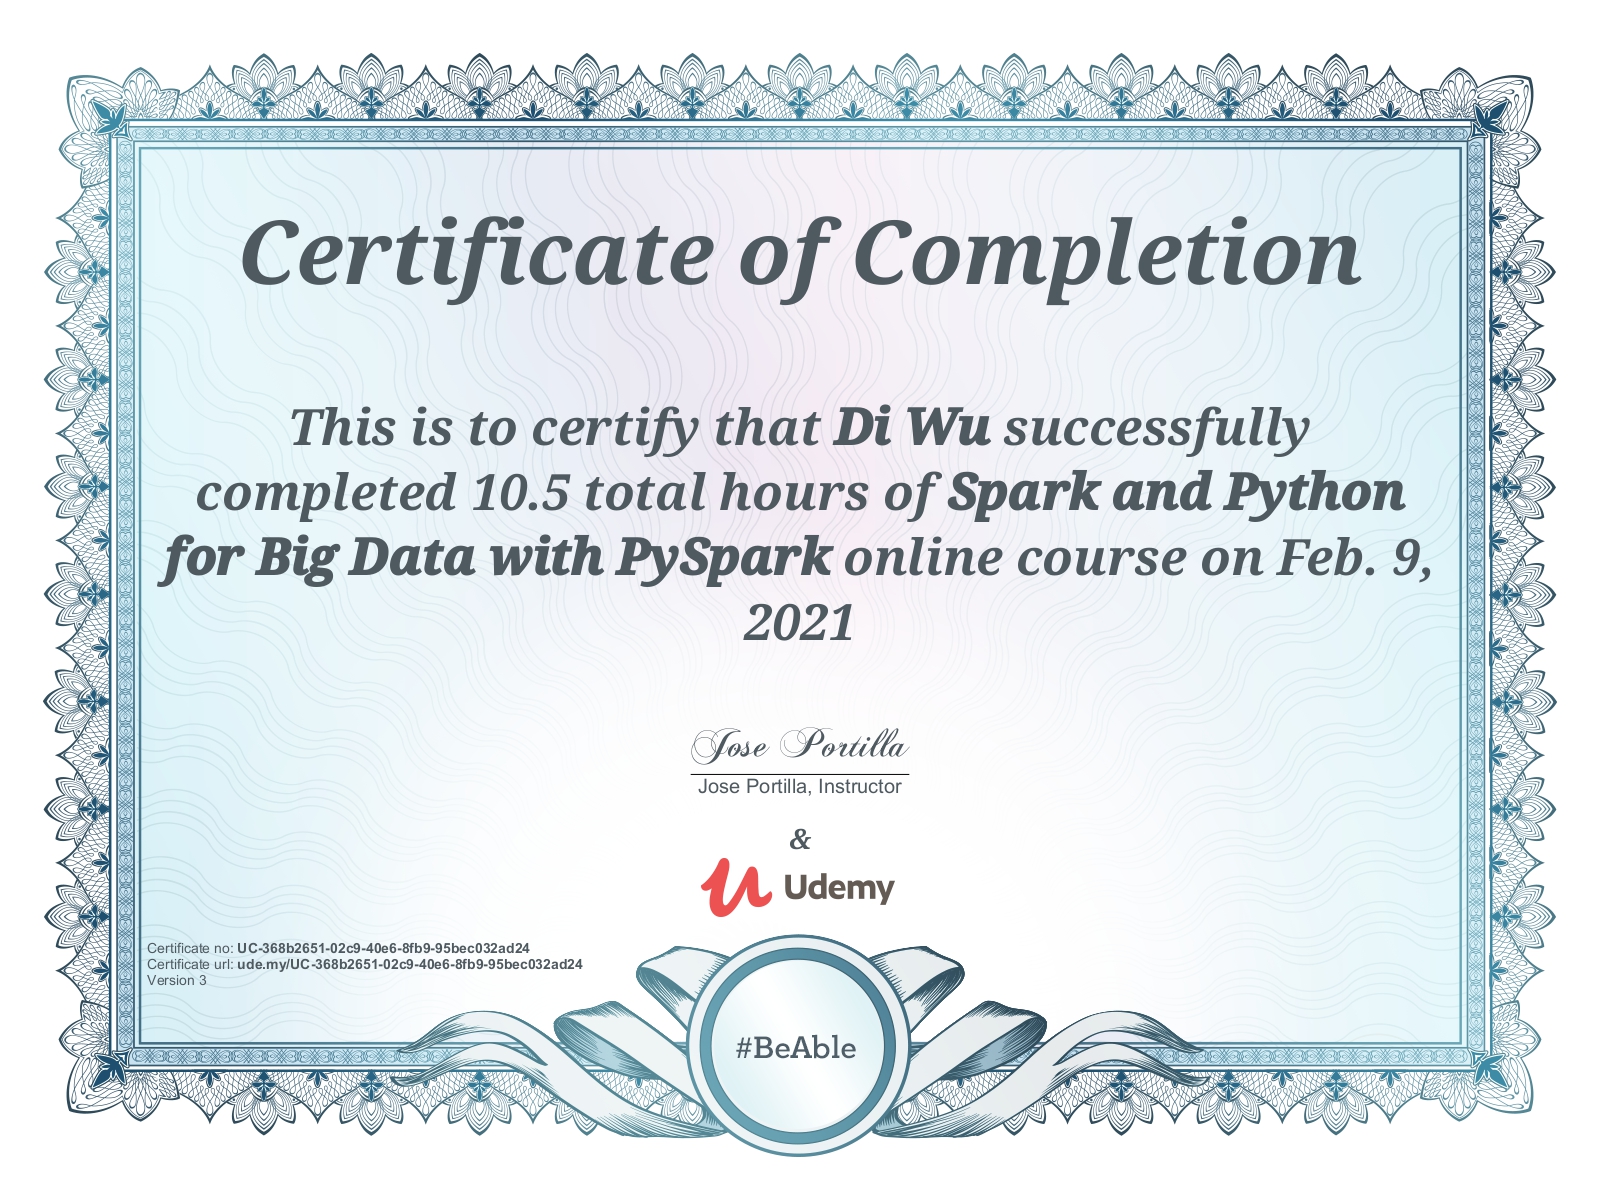 Certificate of Completion
This is to certify that Di Wu successfully
completed 10.5 total hours of Spark and Python
for Big Data with PySpark online course on Feb. 9,
2021
Jose Portilla
Jose Portilla, Instructor
&
Udemy
Certificate no: UC-368b2651-02c9-40e6-8fb9-95bec032ad24
Certificate url: ude.my/UC-368b2651-02c9-40e6-8fb9-95bec032ad24
Version 3
#BeAble